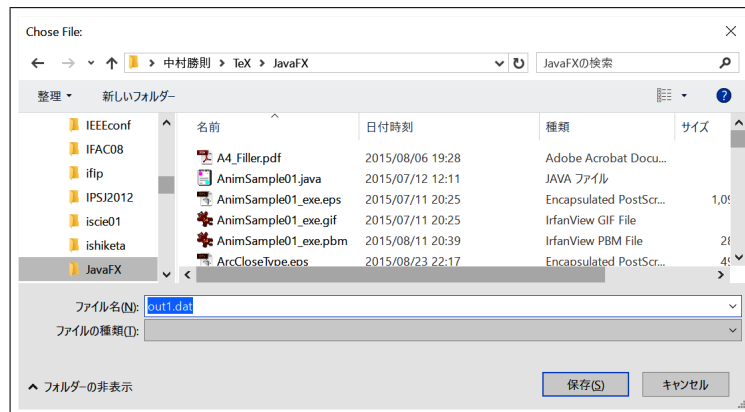 Chose File:
中村勝則 › TeX › JavaFX
JavaFXの検索
整理
新しいフォルダー
IEEEconf
IFAC08
ifip
IPSJ2012
iscie01
ishiketa
JavaFX
名前 日付時刻 種類 サイズ
A4_Filler.pdf 2015/08/06 19:28 Adobe Acrobat Docu...
AnimSample01.java 2015/07/12 12:11 JAVA ファイル
AnimSample01_exe.eps 2015/07/11 20:25 Encapsulated PostScr... 1,09
AnimSample01_exe.gif 2015/07/11 20:25 IrfanView GIF File
AnimSample01_exe.pbm 2015/08/11 20:39 IrfanView PBM File 28
ArcCloseType.eps 2015/08/23 22:17 Encapsulated PostScr...
ファイル名(N): out1.dat
ファイルの種類(T):
フォルダーの非表示
保存(S)
キャンセル